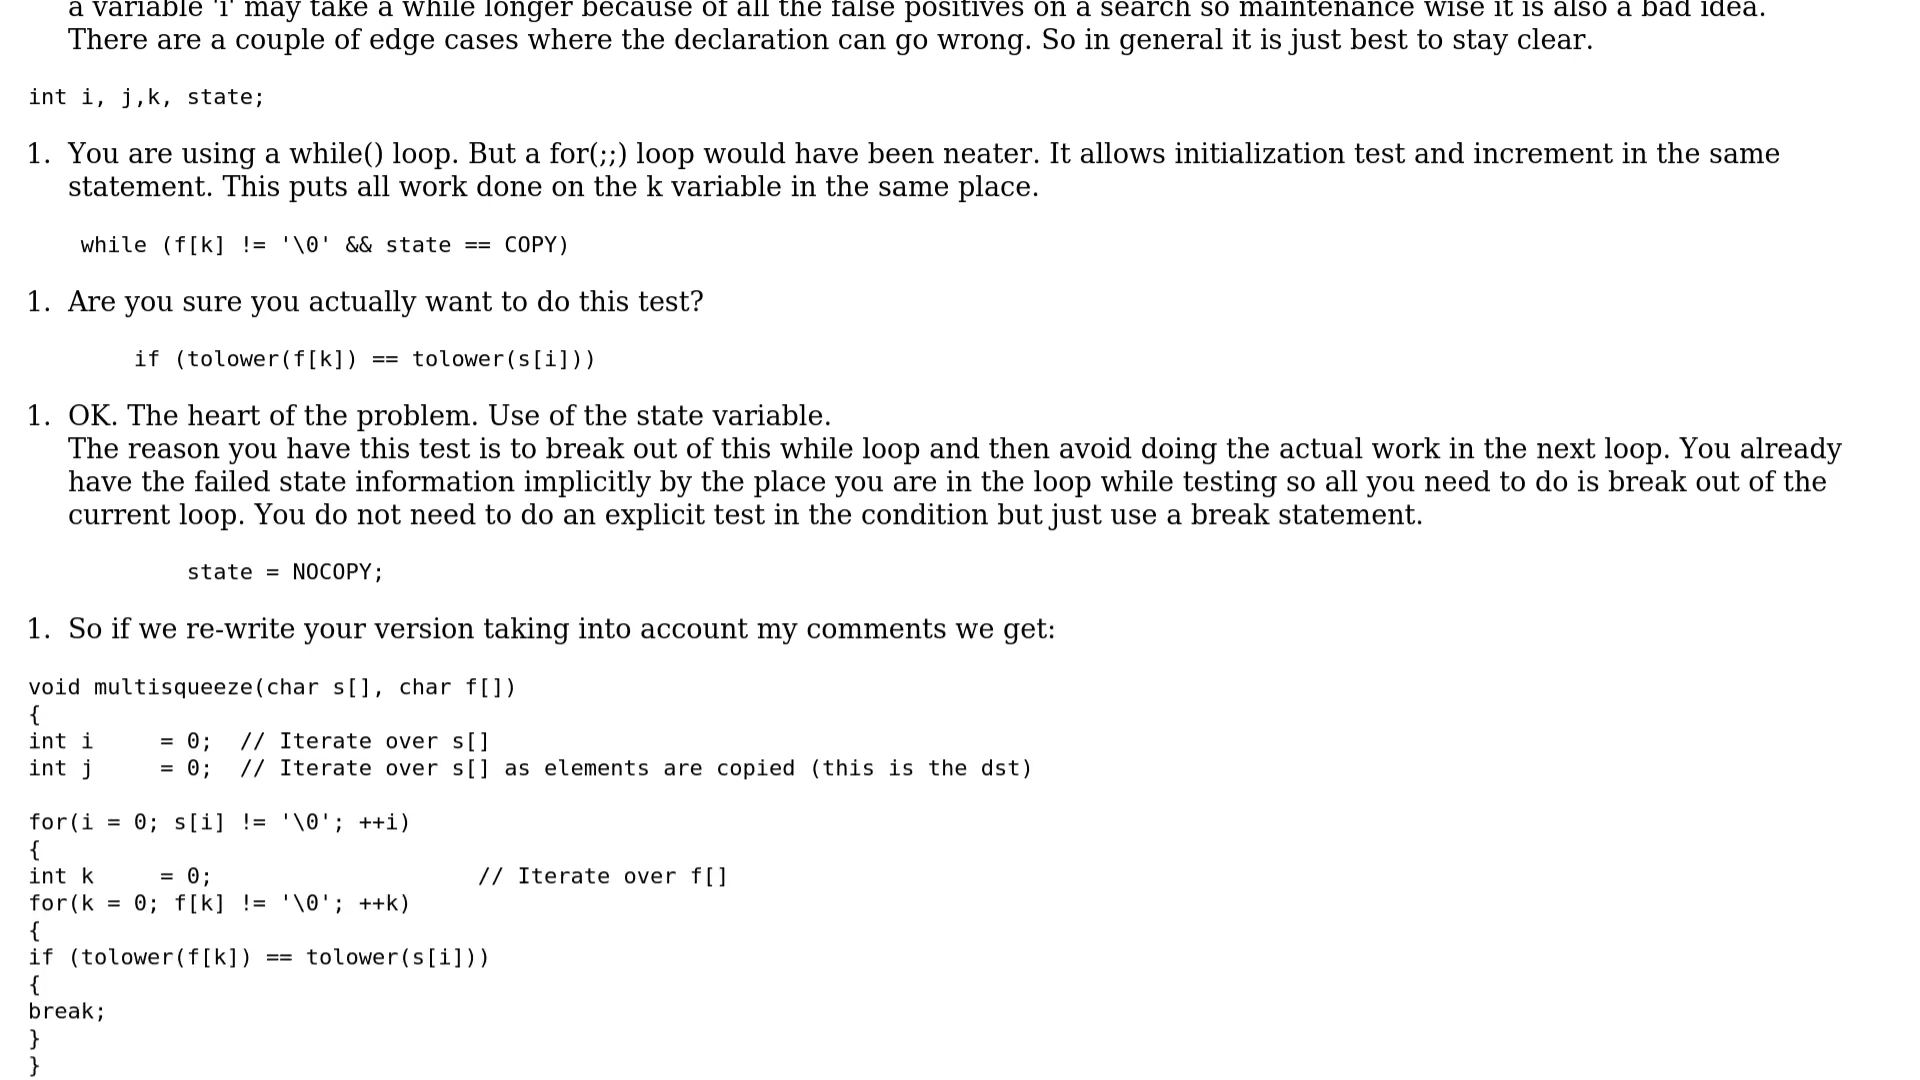 a variable 'i' may take a while longer because of all the false positives on a search so maintenance wise it is also a bad idea.
There are a couple of edge cases where the declaration can go wrong. So in general it is just best to stay clear.
int i, j,k, state;
1. You are using a while() loop. But a for(;;) loop would have been neater. It allows initialization test and increment in the same
statement. This puts all work done on the k variable in the same place.
while (f[k] != '\0' && state == COPY)
1. Are you sure you actually want to do this test?
if (tolower(f[k]) == tolower(s[i]))
1. OK. The heart of the problem. Use of the state variable.
The reason you have this test is to break out of this while loop and then avoid doing the actual work in the next loop. You already
have the failed state information implicitly by the place you are in the loop while testing so all you need to do is break out of the
current loop. You do not need to do an explicit test in the condition but just use a break statement.
state = NOCOPY;
1. So if we re-write your version taking into account my comments we get:
void multisqueeze(char s[], char f[])
{
int i     = 0;  // Iterate over s[]
int j     = 0;  // Iterate over s[] as elements are copied (this is the dst)
for(i = 0; s[i] != '\0'; ++i)
{
int k     = 0;                    // Iterate over f[]
for(k = 0; f[k] != '\0'; ++k)
{
if (tolower(f[k]) == tolower(s[i]))
{
break;
}
}